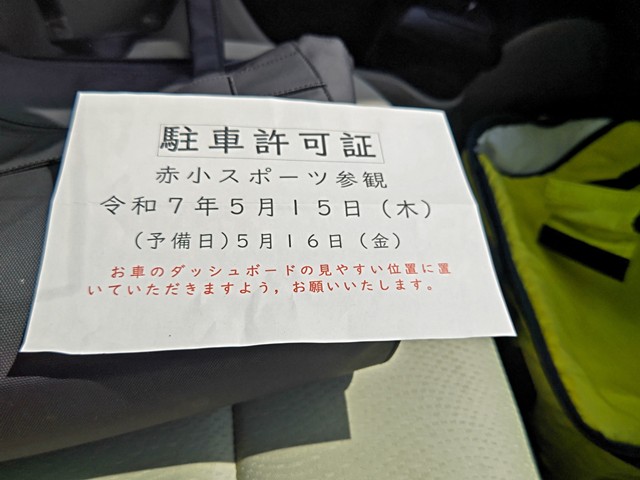 駐車許可証
赤小スポーツ参観
令和７年５月１５日（木）
（予備日）５月１６日（金）
お車のダッシュボードの見やすい位置に置
いていただきますよう，お願いいたします。